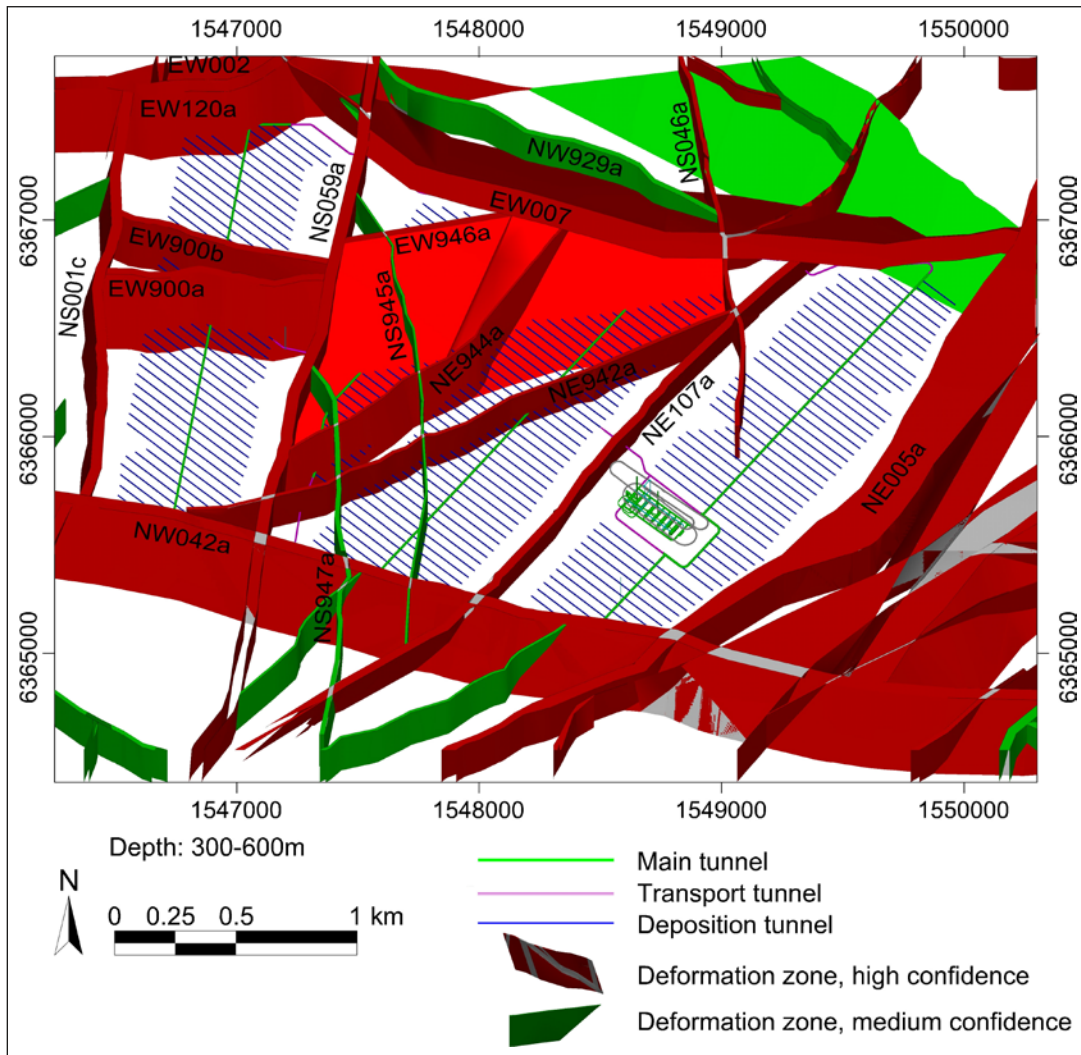 1547000 1548000 1549000 1550000
EW002
EW120a
NS046a
NW929a
NS059a
6367000
6367000
EW007
EW946a
EW900b
NS001c
EW900a
NS945a
NE944a
NE942a
NE107a
6366000
6366000
NE005a
NW042a
NS947a
6365000
6365000
1547000 1548000 1549000 1550000
Depth: 300-600m
N
0 0.25 0.5 1 km
Main tunnel
Transport tunnel
Deposition tunnel
Deformation zone, high confidence
Deformation zone, medium confidence